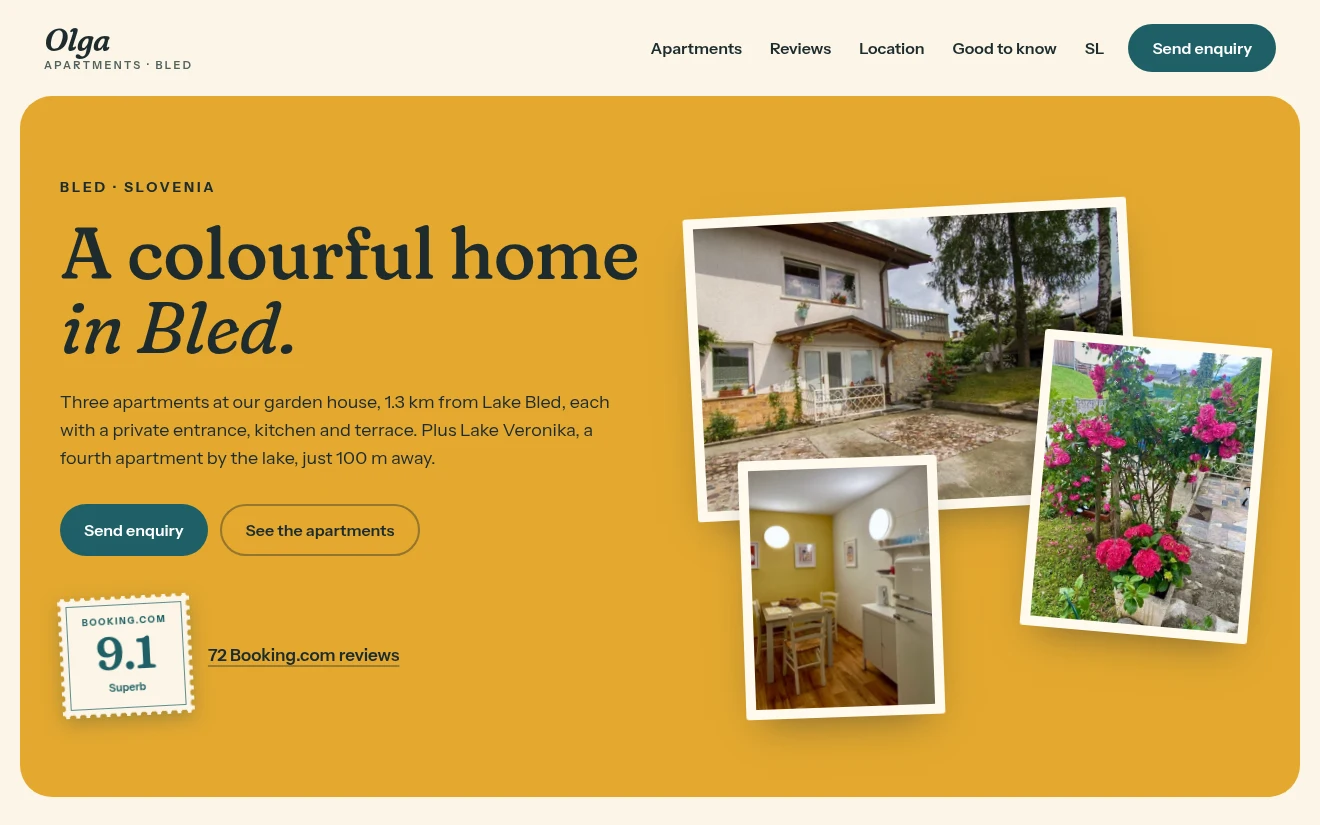 Olga
APARTMENTS · BLED
Apartments
Reviews
Location
Good to know
SL
Send enquiry
BLED · SLOVENIA
A colourful home
in Bled.
Three apartments at our garden house, 1.3 km from Lake Bled, each
with a private entrance, kitchen and terrace. Plus Lake Veronika, a
fourth apartment by the lake, just 100 m away.
Send enquiry
See the apartments
BOOKING.COM
9.1
Superb
72 Booking.com reviews